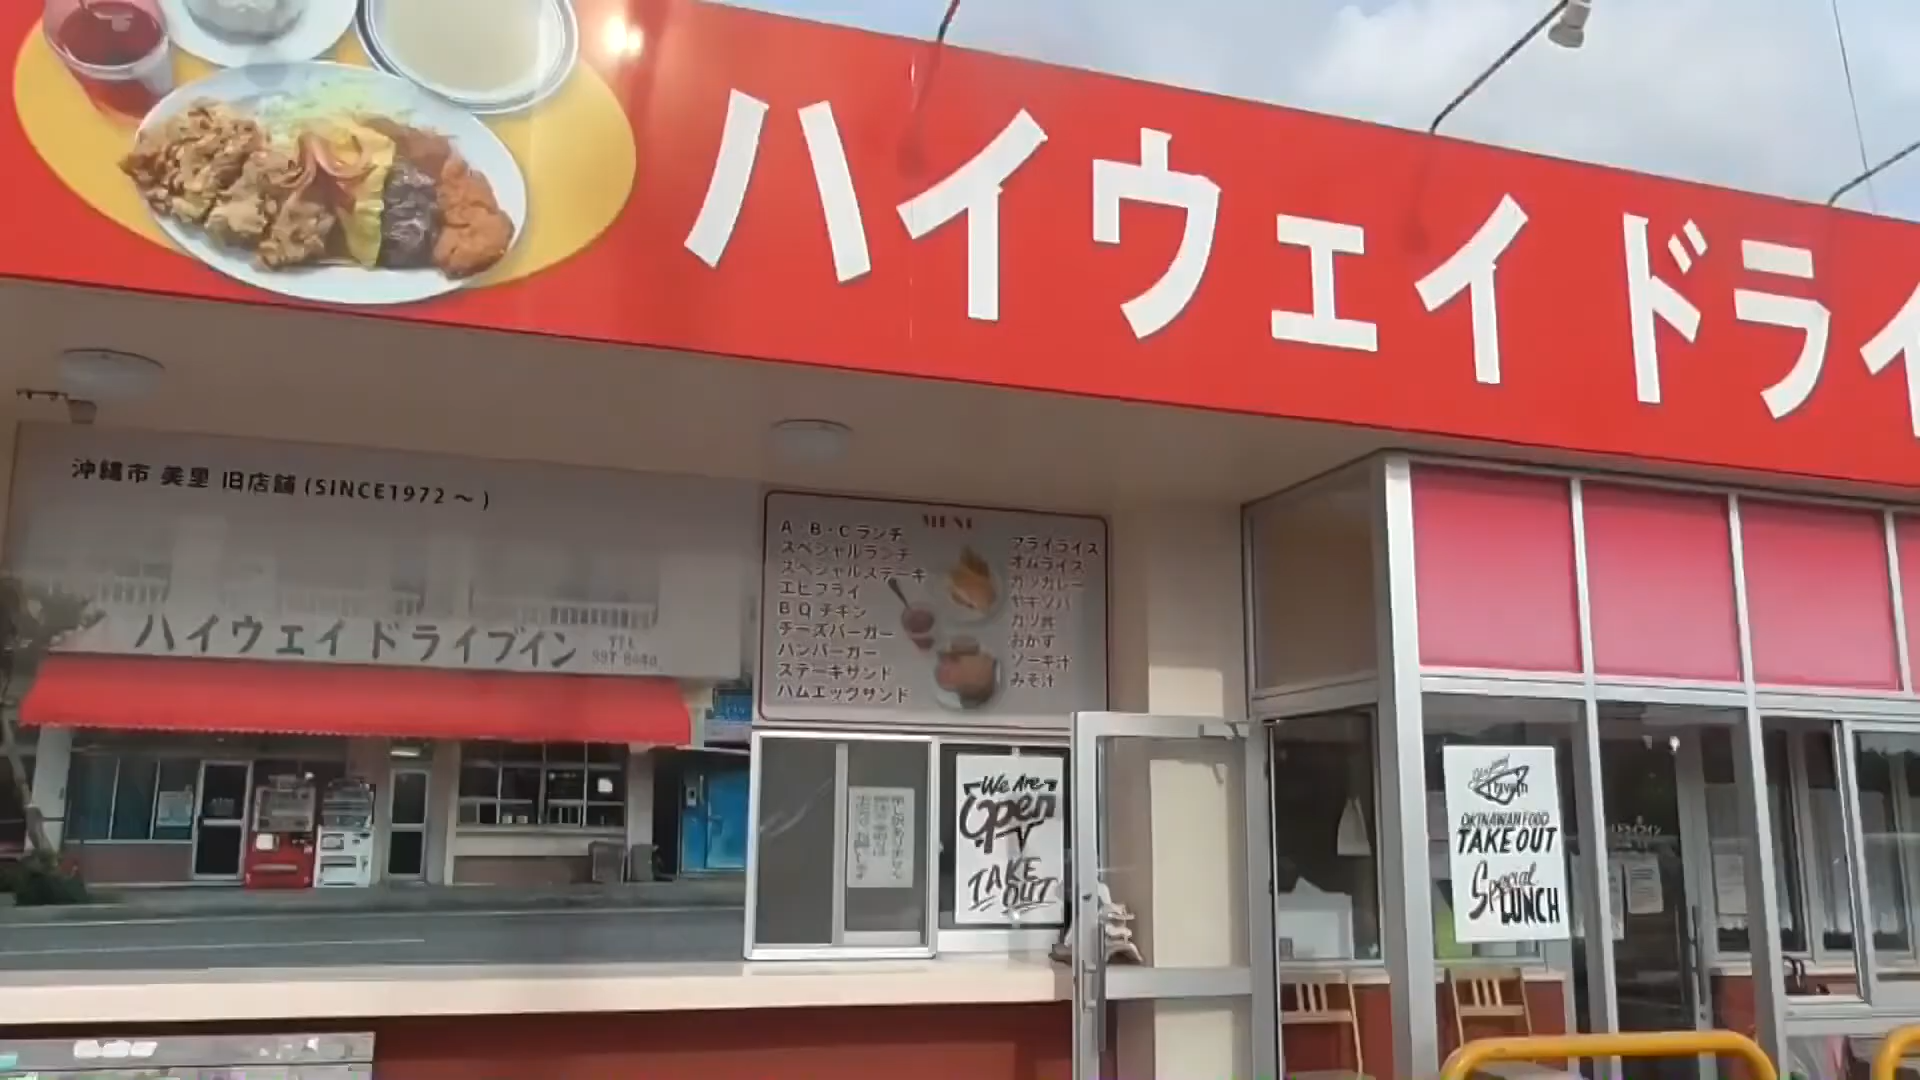 ハイウェイ ドライ
沖縄市 美里 旧店舗 (SINCE1972 ～ )
ハイウェイ ドライブイン
MENU
A・B・Cランチ
スペシャルランチ
スペシャルステーキ
エビフライ
BQチキン
チーズバーガー
ハンバーガー
ステーキサンド
ハムエッグサンド
フライライス
オムライス
カツカレー
ヤキソバ
カツ丼
おかず
ソーキ汁
みそ汁
We Are
Open
TAKE
OUT
OKINAWAN FOOD
TAKE OUT
Special
LUNCH